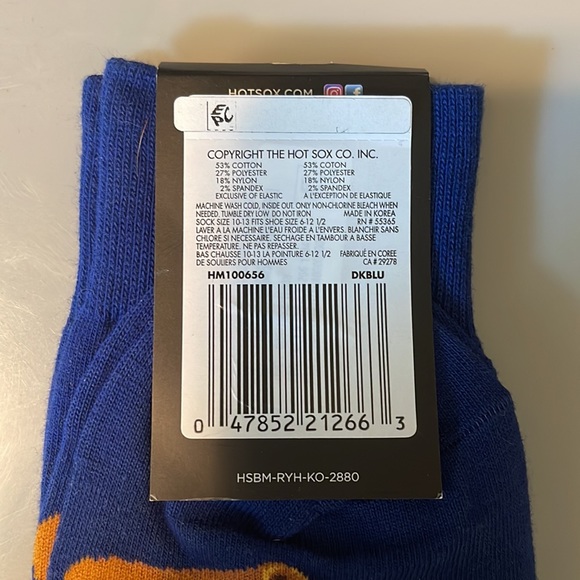 HOTSOX.COM
EPC
COPYRIGHT THE HOT SOX CO. INC.
53% COTTON 53% COTON
27% POLYESTER 27% POLYESTER
18% NYLON 18% NYLON
2% SPANDEX 2% SPANDEX
EXCLUSIVE OF ELASTIC A L'EXCEPTION DE ELASTIQUE
MACHINE WASH COLD, INSIDE OUT. ONLY NON-CHLORNE BLEACH WHEN
NEEDED. TUMBLE DRY LOW. DO NOT IRON MADE IN KOREA
SOCK SIZE 10-13 FITS SHOE SIZE 6-12 1/2 RN # 55365
LAVER A LA MACHINE L'EAU FROIDE A L'ENVERS. BLANCHIR SANS
CHLORE SI NECESSAIRE. SECHAGE EN TAMBOUR A BASSE
TEMPERATURE. NE PAS REPASSER.
BAS CHAUSSE 10-13 LA POINTURE 6-12 1/2 FABRIQUÉ EN CORÉE
DE SOULIERS POUR HOMMES CA # 29278
HM100656 DKBLU
0 47852 21266 3
HSBM-RYH-KO-2880